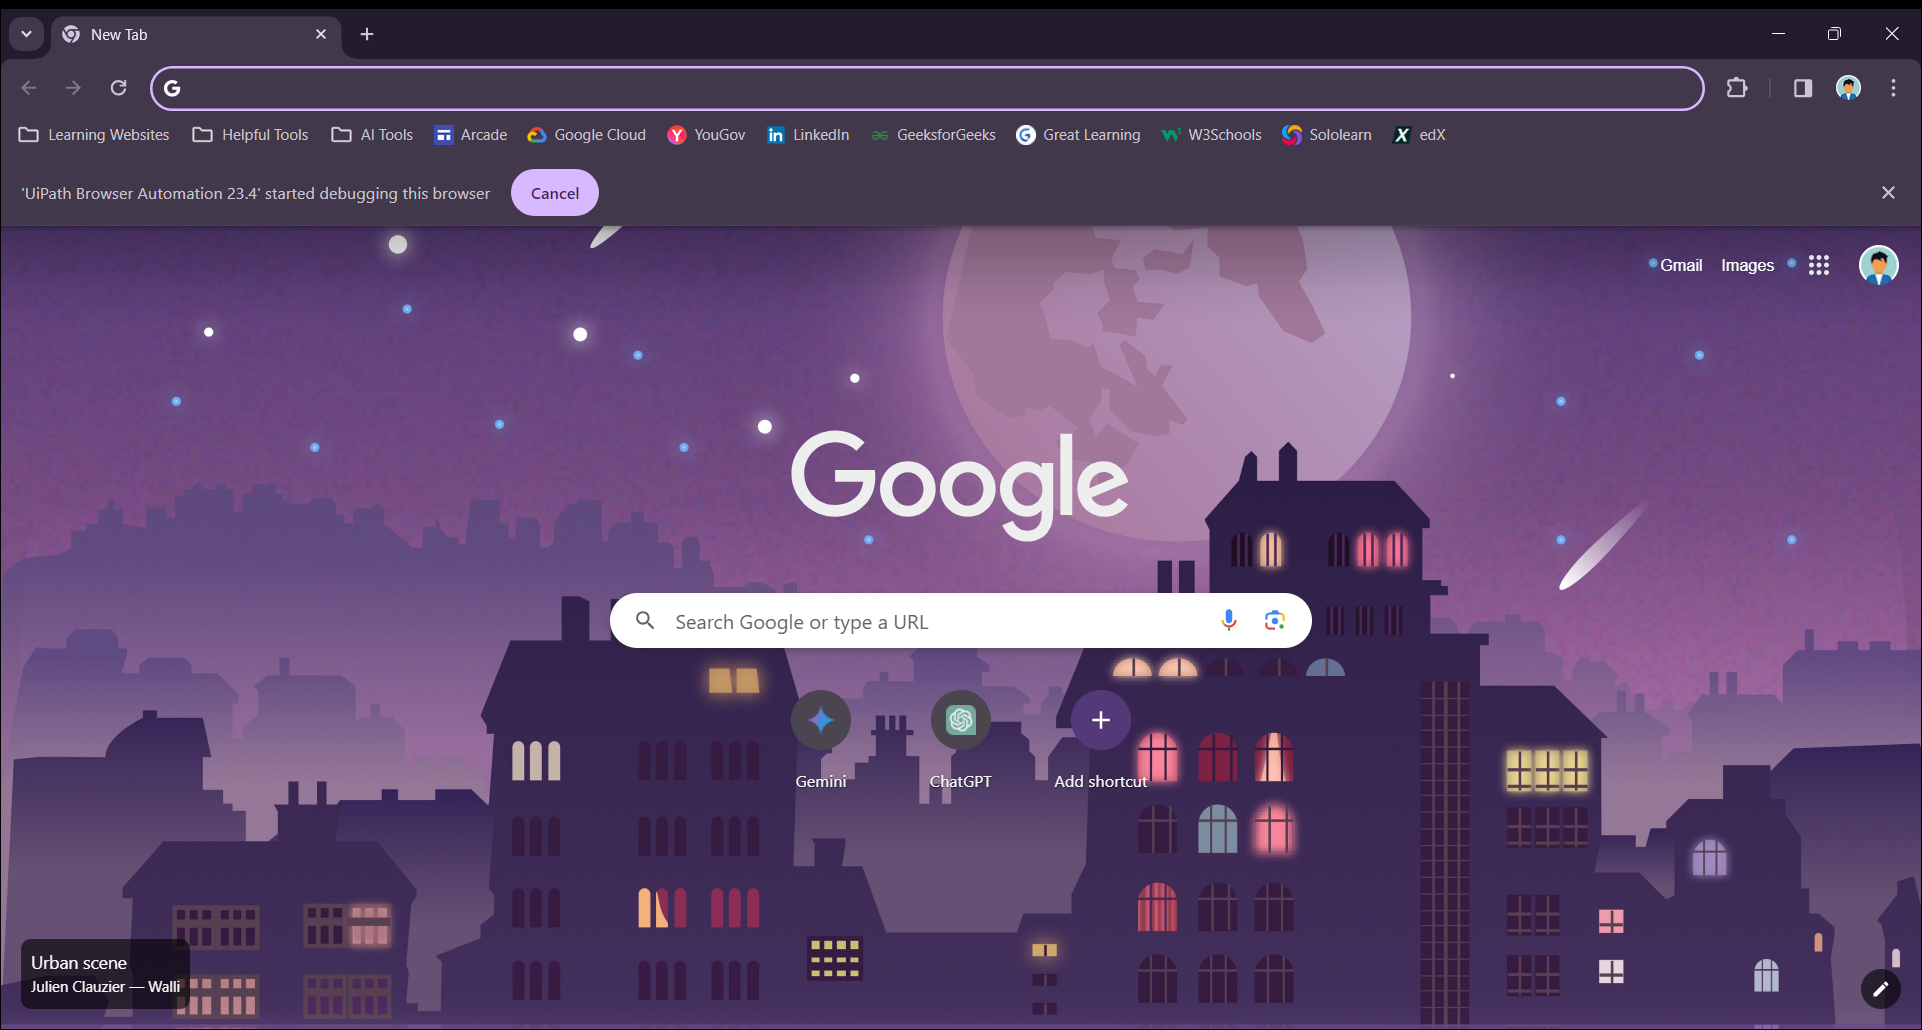 New Tab
Learning Websites Helpful Tools AI Tools Arcade Google Cloud YouGov LinkedIn GeeksforGeeks Great Learning W3Schools Sololearn edX
'UiPath Browser Automation 23.4' started debugging this browser Cancel
Gmail Images
Google
Search Google or type a URL
Gemini ChatGPT Add shortcut
Urban scene
Julien Clauzier — Walli